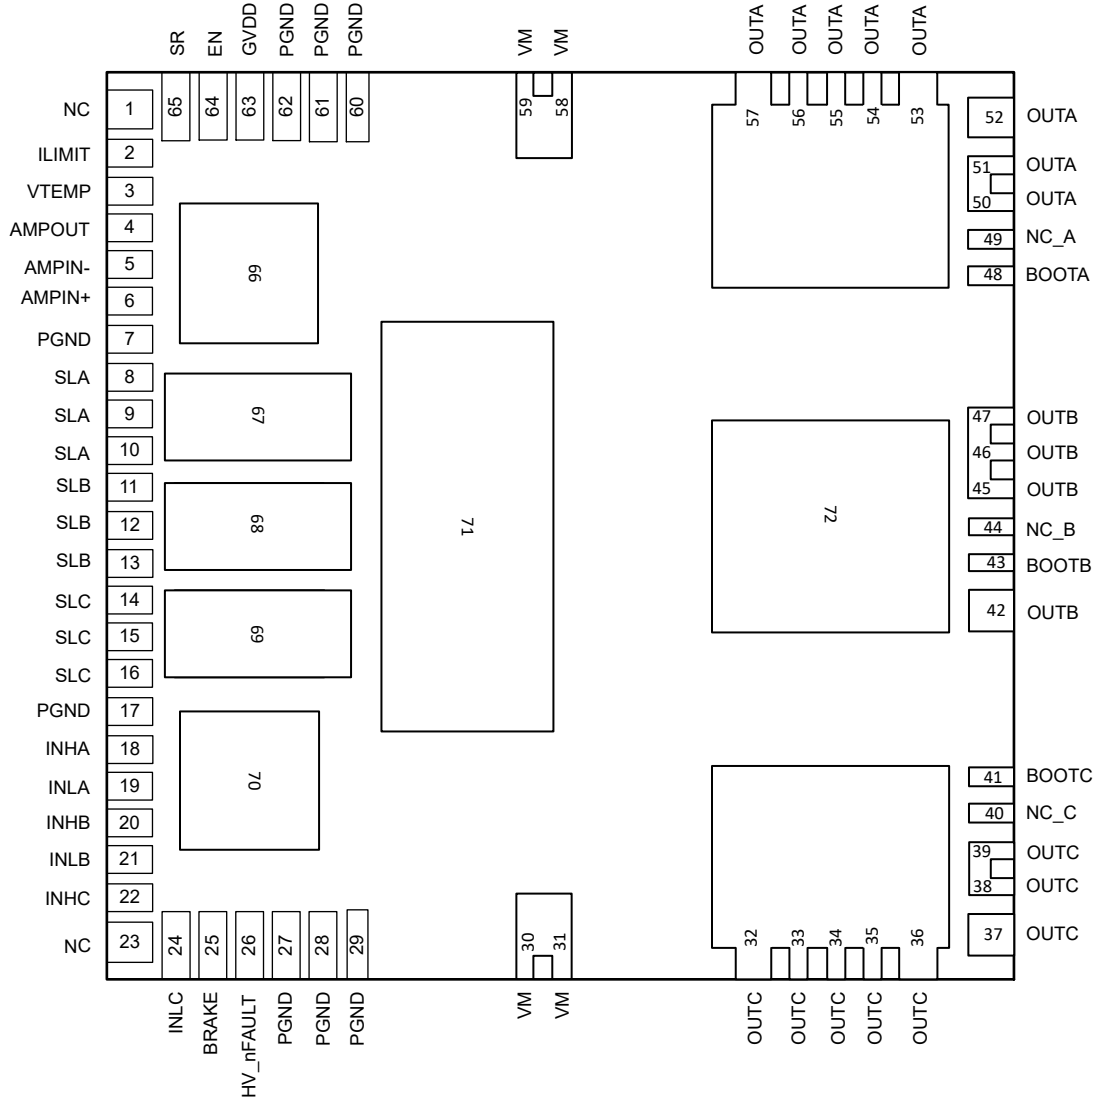 SR EN GVDD PGND PGND PGND VM VM OUTA OUTA OUTA OUTA OUTA
65 64 63 62 61 60 59 58 57 56 55 54 53
NC 1
ILIMIT 2
VTEMP 3
AMPOUT 4
AMPIN- 5
AMPIN+ 6
PGND 7
SLA 8
SLA 9
SLA 10
SLB 11
SLB 12
SLB 13
SLC 14
SLC 15
SLC 16
PGND 17
INHA 18
INLA 19
INHB 20
INLB 21
INHC 22
NC 23
66
67
68
69
70
71
72
52 OUTA
51 OUTA
50 OUTA
49 NC_A
48 BOOTA
47 OUTB
46 OUTB
45 OUTB
44 NC_B
43 BOOTB
42 OUTB
41 BOOTC
40 NC_C
39 OUTC
38 OUTC
37 OUTC
24 25 26 27 28 29 30 31 32 33 34 35 36
INLC BRAKE HV_nFAULT PGND PGND PGND VM VM OUTC OUTC OUTC OUTC OUTC